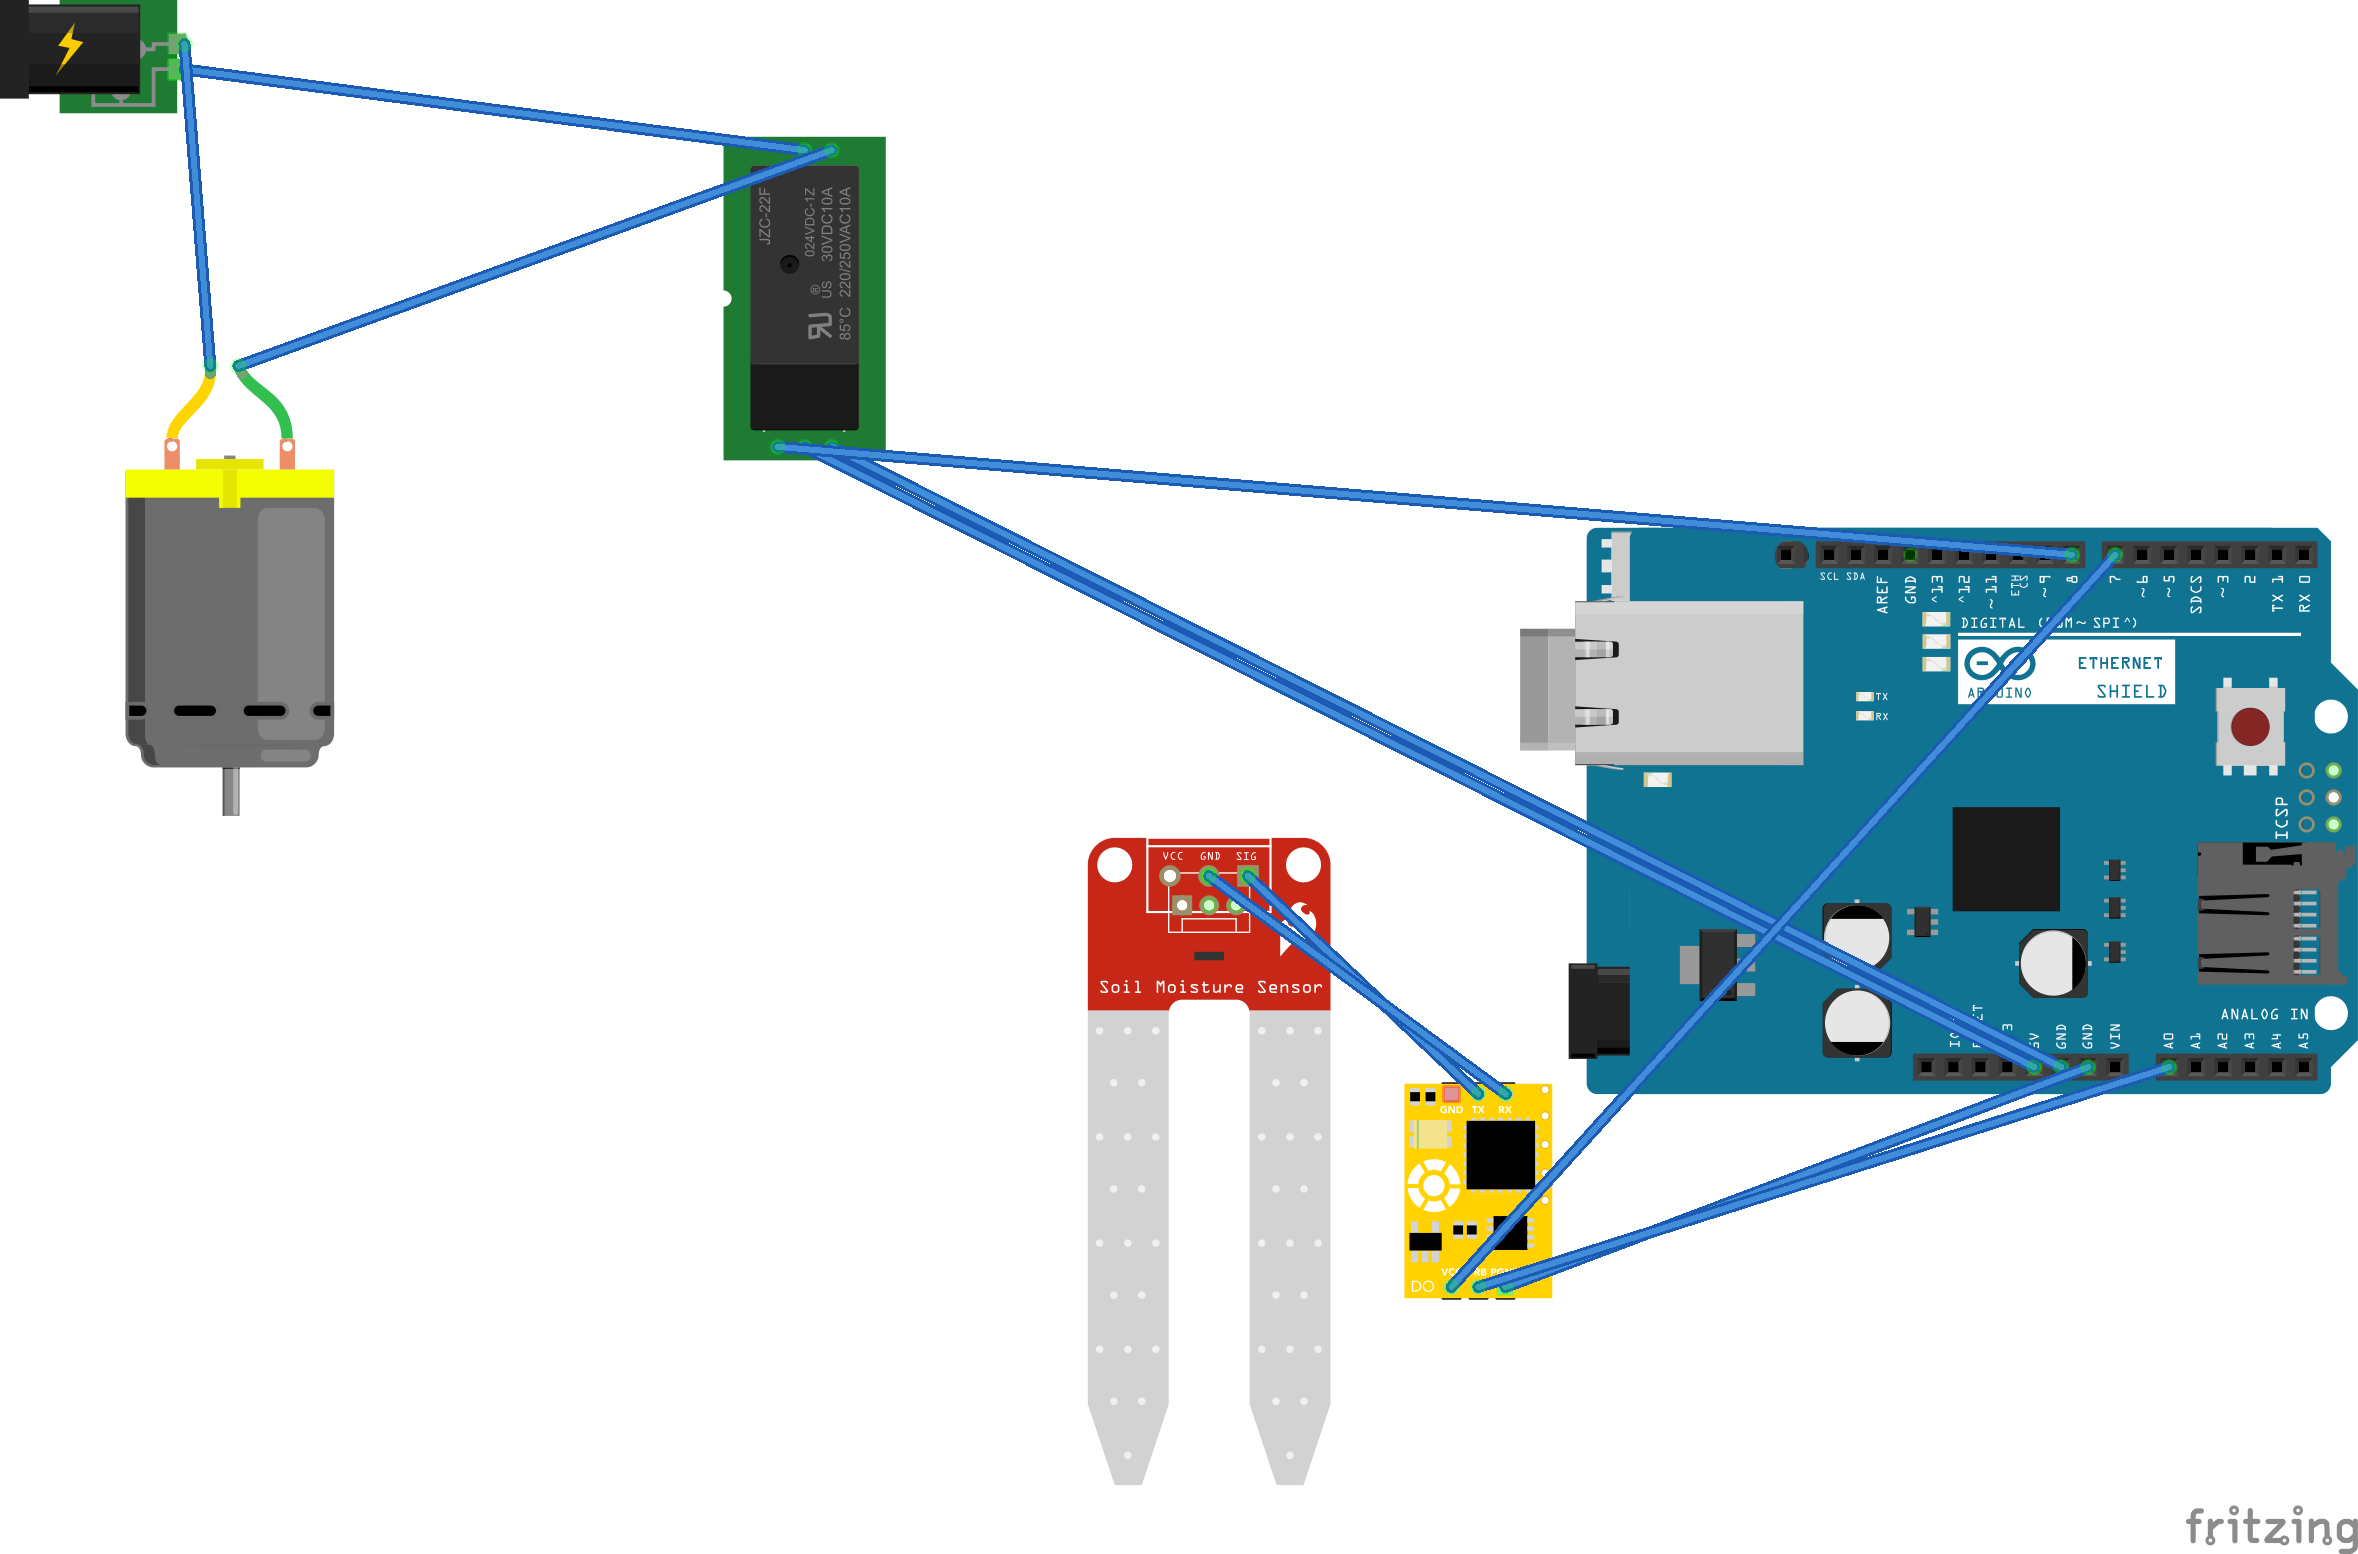 JZC-22F
024VDC-1Z
30VDC10A
220/250VAC10A
® US
85°C
SCL SDA
AREF
GND
<13
<12
~11
ETH CS
~9
8
7
~6
~5
SDCS
~3
2
TX 1
RX 0
DIGITAL ( M~ SPI^)
ETHERNET
SHIELD
TX
RX
ICSP
ANALOG IN
GND
GND
VIN
A0
A1
A2
A3
A4
A5
VCC GND SIG
Soil Moisture Sensor
GND TX RX
DO
fritzing